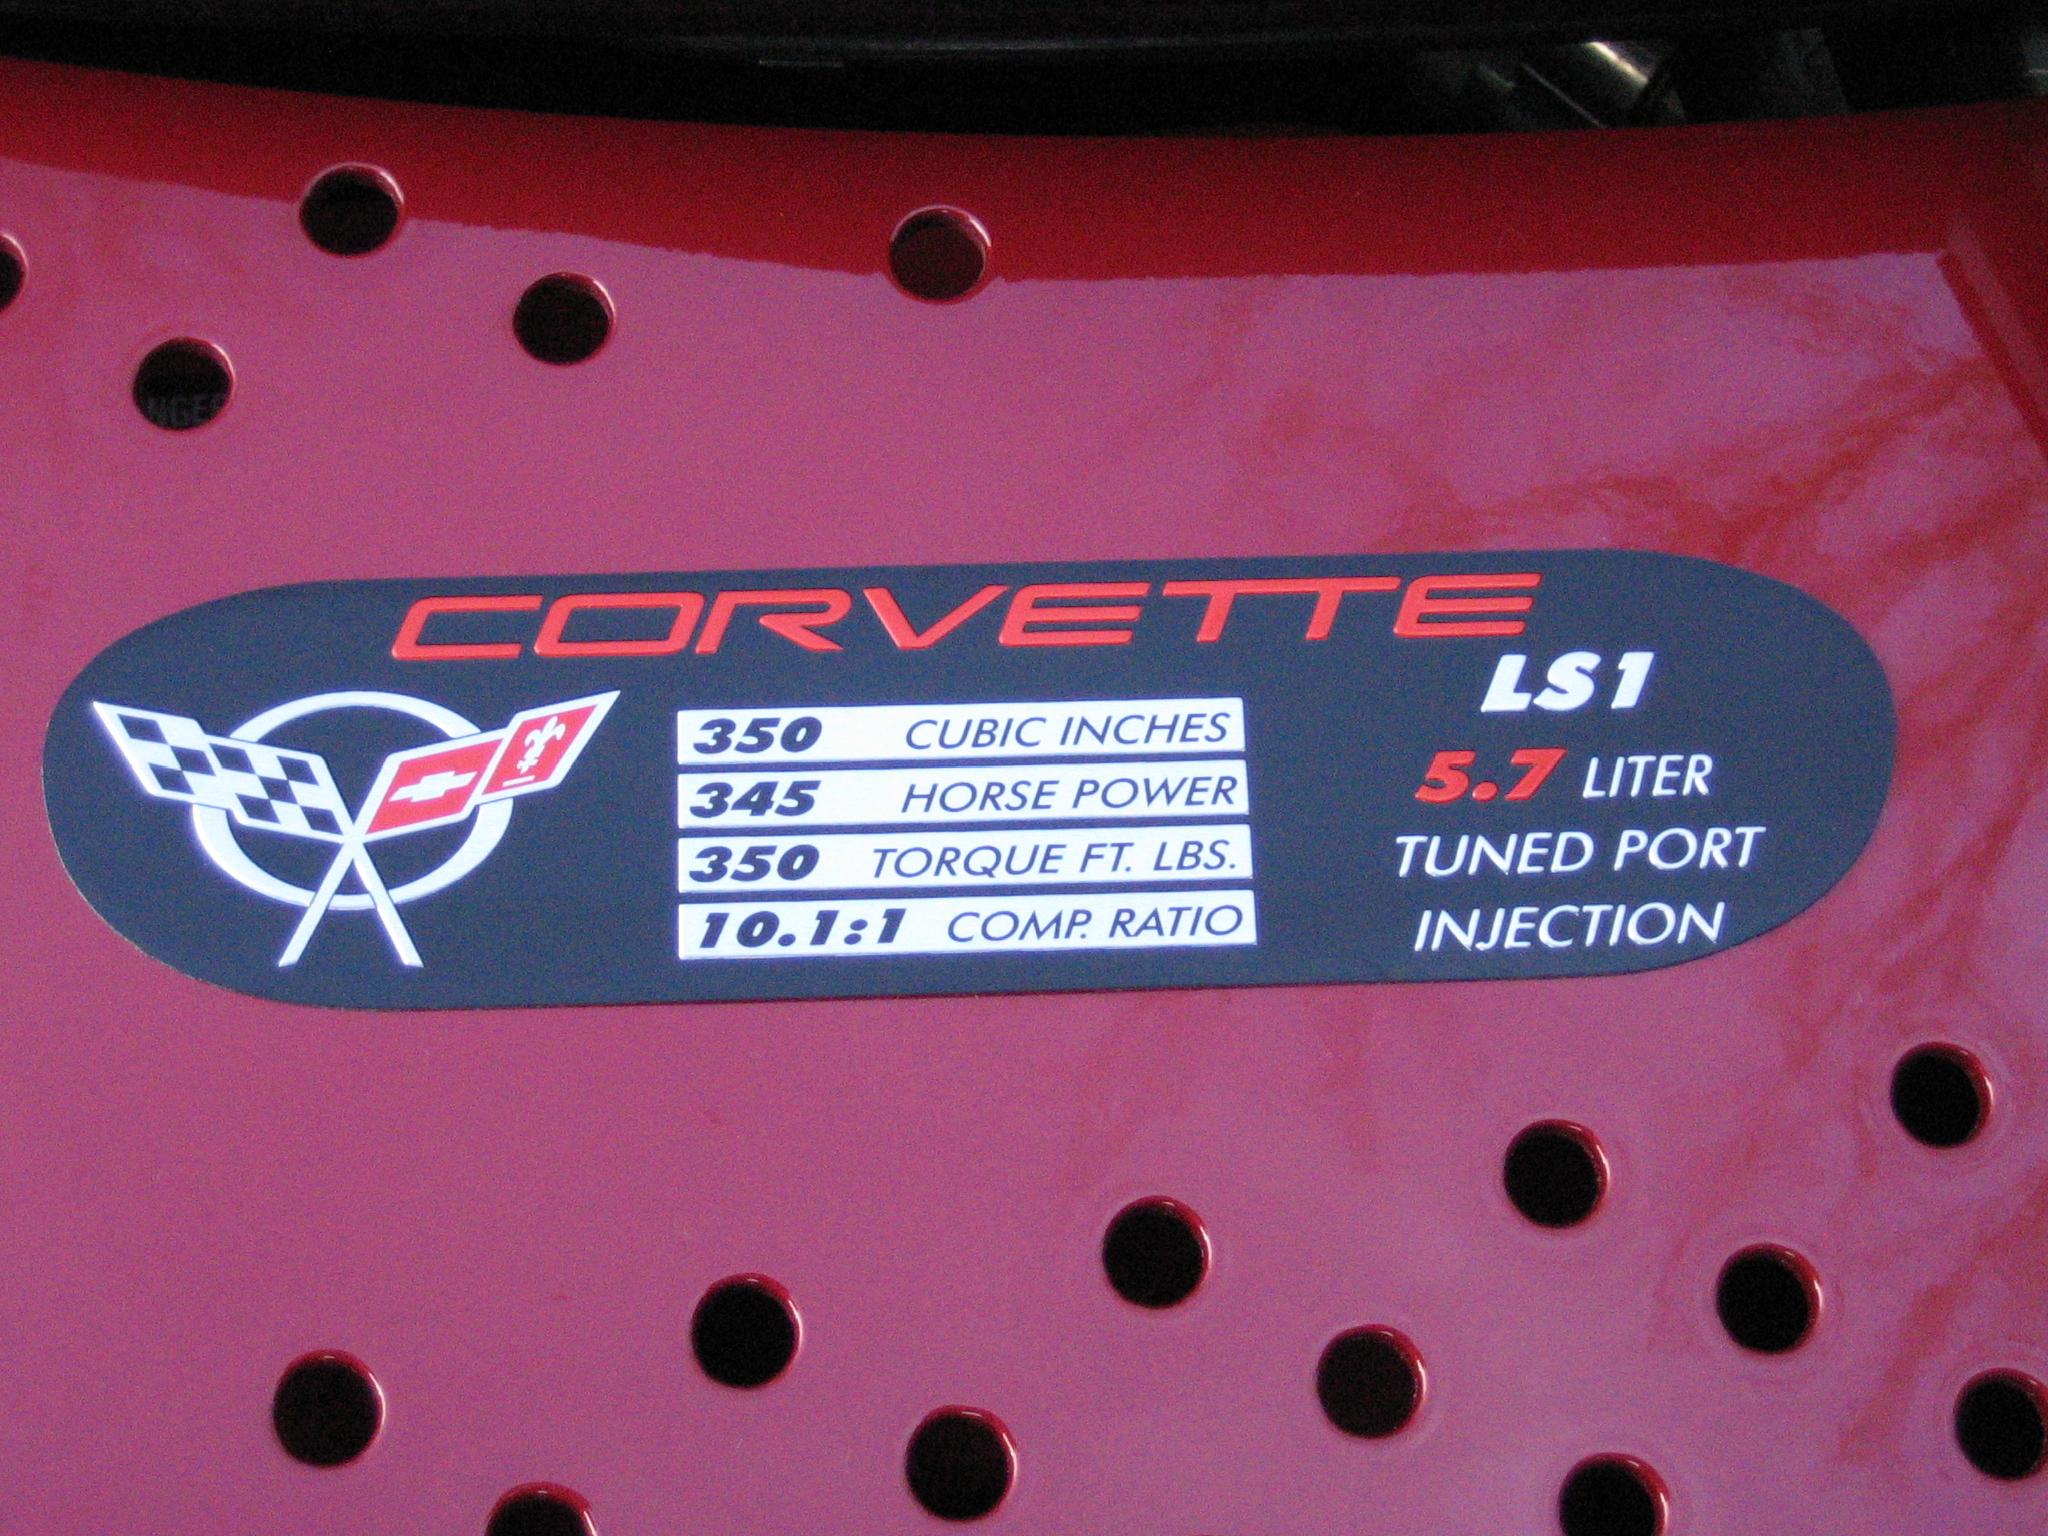 CORVETTE
350 CUBIC INCHES
345 HORSE POWER
350 TORQUE FT. LBS.
10.1:1 COMP. RATIO
LS1
5.7 LITER
TUNED PORT
INJECTION